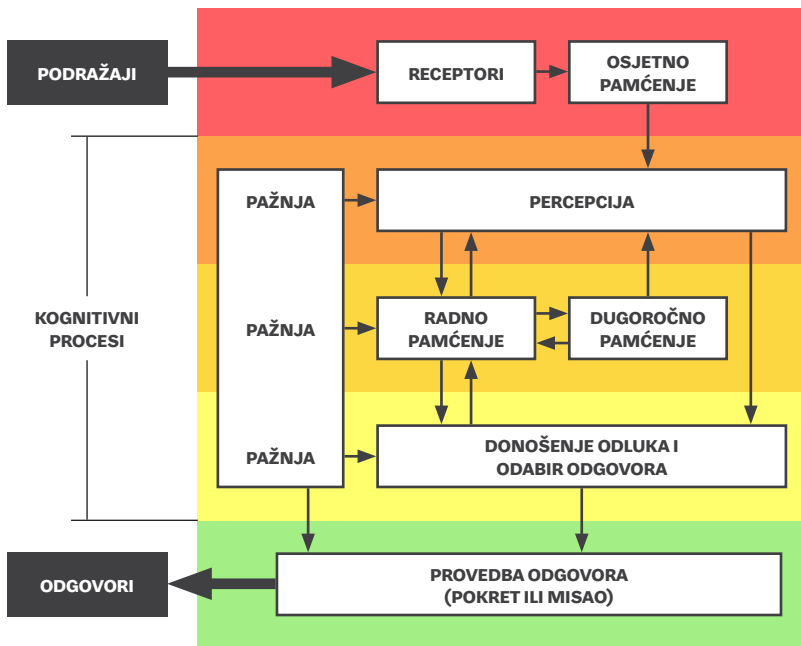 PODRAŽAJI
RECEPTORI
OSJETNO
PAMĆENJE
PAŽNJA
PERCEPCIJA
KOGNITIVNI
PROCESI
PAŽNJA
RADNO
PAMĆENJE
DUGOROČNO
PAMĆENJE
PAŽNJA
DONOŠENJE ODLUKA I
ODABIR ODGOVORA
ODGOVORI
PROVEDBA ODGOVORA
(POKRET ILI MISAO)